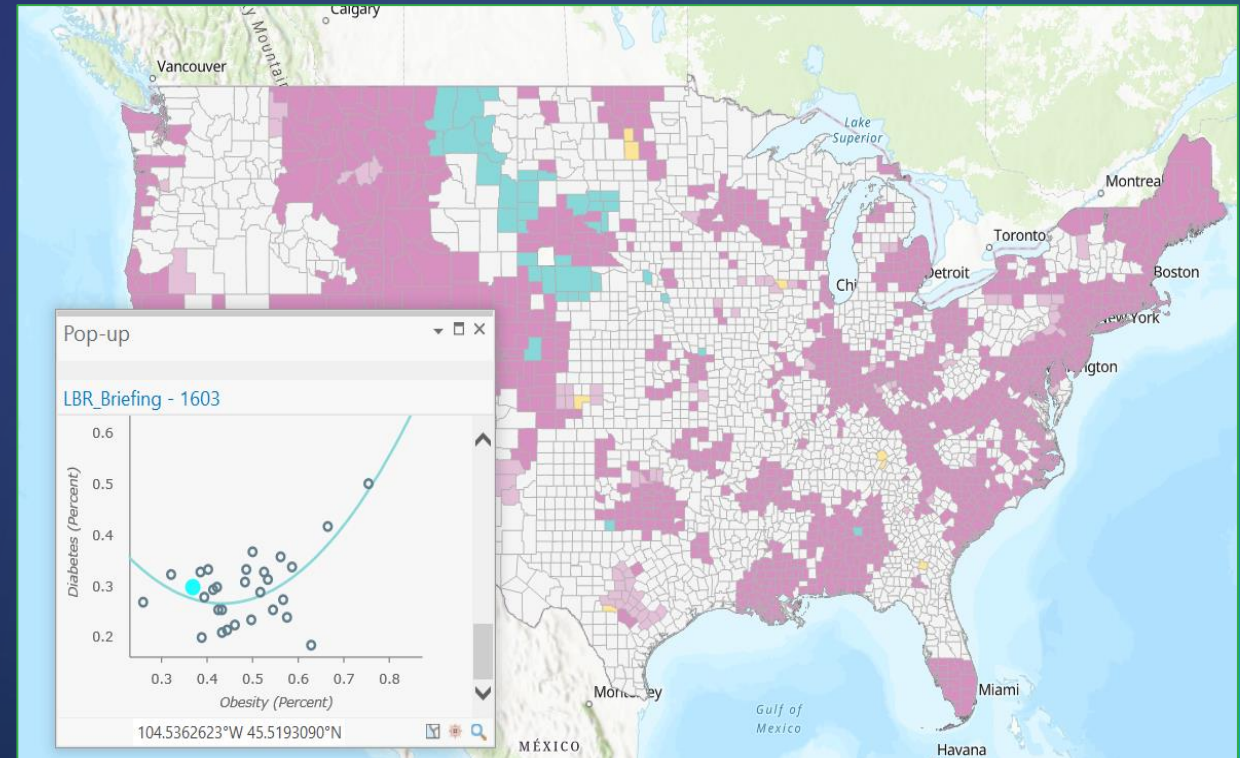 Calgary
Vancouver
Lake
Superior
Montreal
Toronto
Detroit
Boston
Chi
New York
ngton
Pop-up
LBR_Briefing - 1603
0.6
0.5
0.4
0.3
0.2
Diabetes (Percent)
0.3 0.4 0.5 0.6 0.7 0.8
Obesity (Percent)
104.5362623°W 45.5193090°N
Miami
Gulf of
Mexico
MÉXICO
Havana